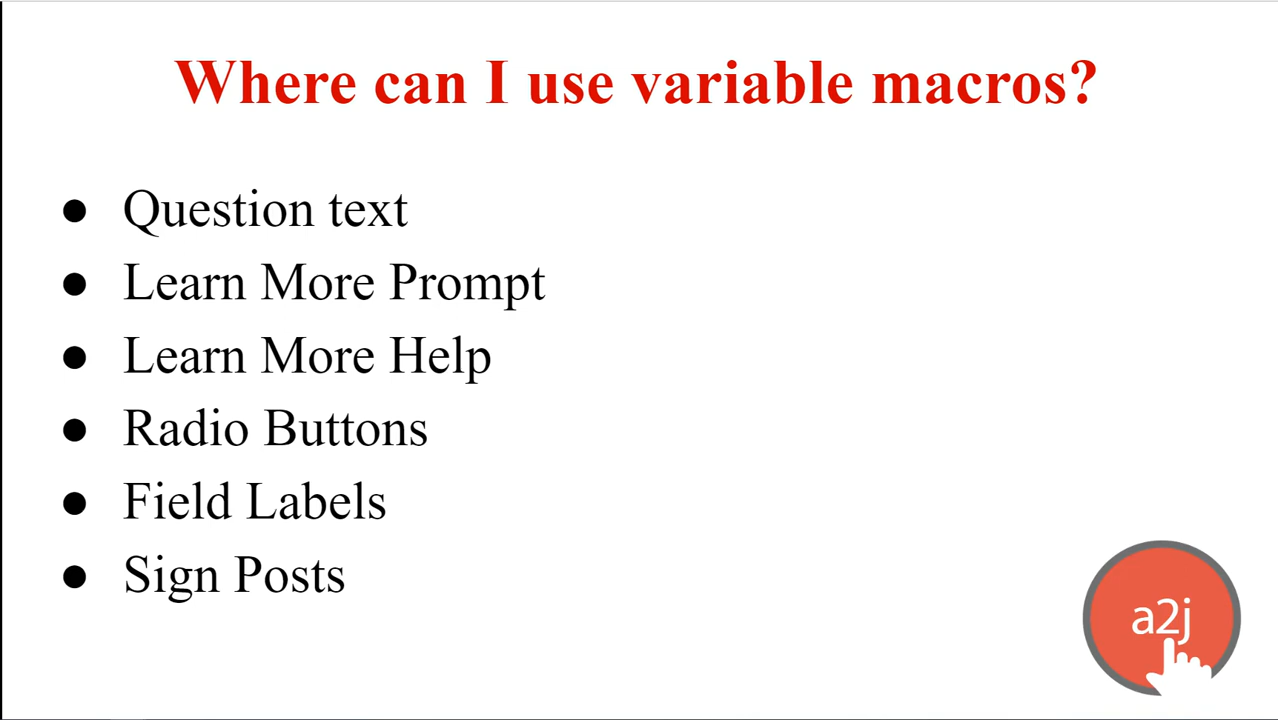 Where can I use variable macros?
● Question text
● Learn More Prompt
● Learn More Help
● Radio Buttons
● Field Labels
● Sign Posts
a2j